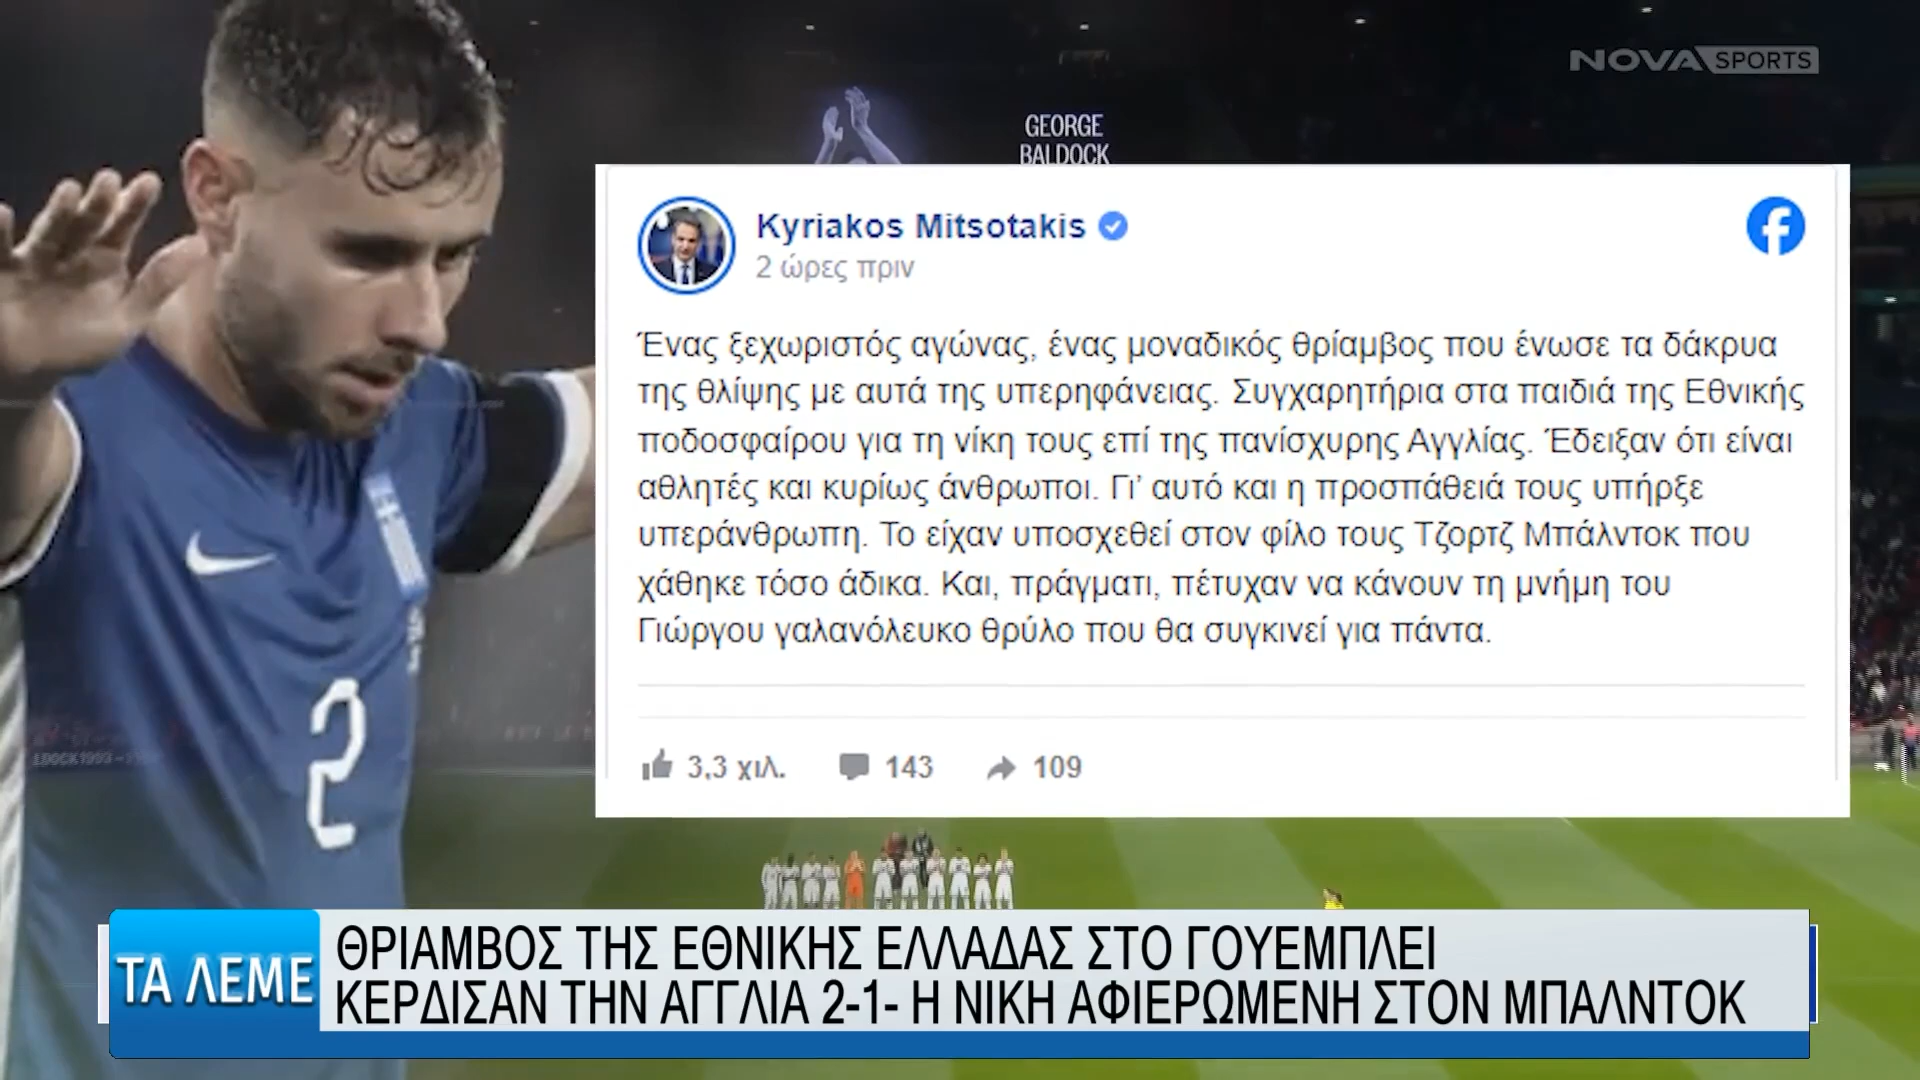 NOVA SPORTS
GEORGE
BALDOCK
Kyriakos Mitsotakis
2 ώρες πριν
Ένας ξεχωριστός αγώνας, ένας μοναδικός θρίαμβος που ένωσε τα δάκρυα
της θλίψης με αυτά της υπερηφάνειας. Συγχαρητήρια στα παιδιά της Εθνικής
ποδοσφαίρου για τη νίκη τους επί της πανίσχυρης Αγγλίας. Έδειξαν ότι είναι
αθλητές και κυρίως άνθρωποι. Γι' αυτό και η προσπάθειά τους υπήρξε
υπεράνθρωπη. Το είχαν υποσχεθεί στον φίλο τους Τζορτζ Μπάλντοκ που
χάθηκε τόσο άδικα. Και, πράγματι, πέτυχαν να κάνουν τη μνήμη του
Γιώργου γαλανόλευκο θρύλο που θα συγκινεί για πάντα.
3,3 χιλ. 143 109
2
ΤΑ ΛΕΜΕ
ΘΡΙΑΜΒΟΣ ΤΗΣ ΕΘΝΙΚΗΣ ΕΛΛΑΔΑΣ ΣΤΟ ΓΟΥΕΜΠΛΕΙ
ΚΕΡΔΙΣΑΝ ΤΗΝ ΑΓΓΛΙΑ 2-1- Η ΝΙΚΗ ΑΦΙΕΡΩΜΕΝΗ ΣΤΟΝ ΜΠΑΛΝΤΟΚ